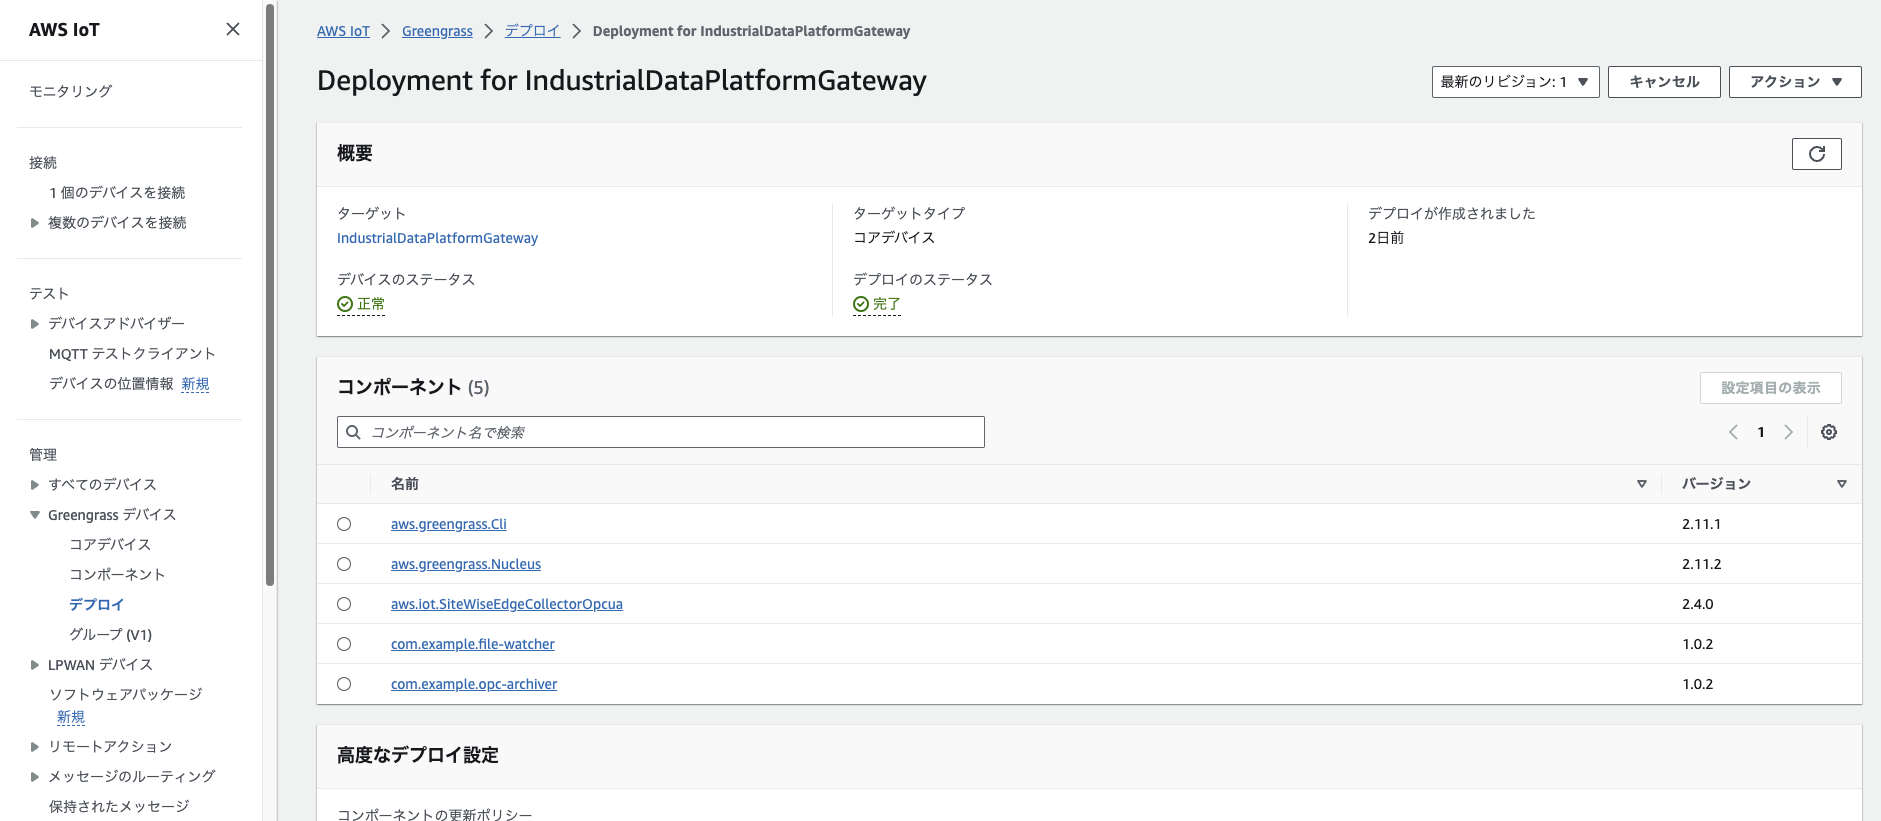 AWS IoT
モニタリング
接続
1 個のデバイスを接続
複数のデバイスを接続
テスト
デバイスアドバイザー
MQTT テストクライアント
デバイスの位置情報 新規
管理
すべてのデバイス
Greengrass デバイス
コアデバイス
コンポーネント
デプロイ
グループ (V1)
LPWAN デバイス
ソフトウェアパッケージ
新規
リモートアクション
メッセージのルーティング
保持されたメッセージ
AWS IoT Greengrass デプロイ Deployment for IndustrialDataPlatformGateway
Deployment for IndustrialDataPlatformGateway
最新のリビジョン: 1 キャンセル アクション
概要
ターゲット
IndustrialDataPlatformGateway
デバイスのステータス
正常
ターゲットタイプ
コアデバイス
デプロイのステータス
完了
デプロイが作成されました
2日前
コンポーネント (5)
設定項目の表示
コンポーネント名で検索
1
名前 バージョン
aws.greengrass.Cli 2.11.1
aws.greengrass.Nucleus 2.11.2
aws.iot.SiteWiseEdgeCollectorOpcua 2.4.0
com.example.file-watcher 1.0.2
com.example.opc-archiver 1.0.2
高度なデプロイ設定
コンポーネントの更新ポリシー